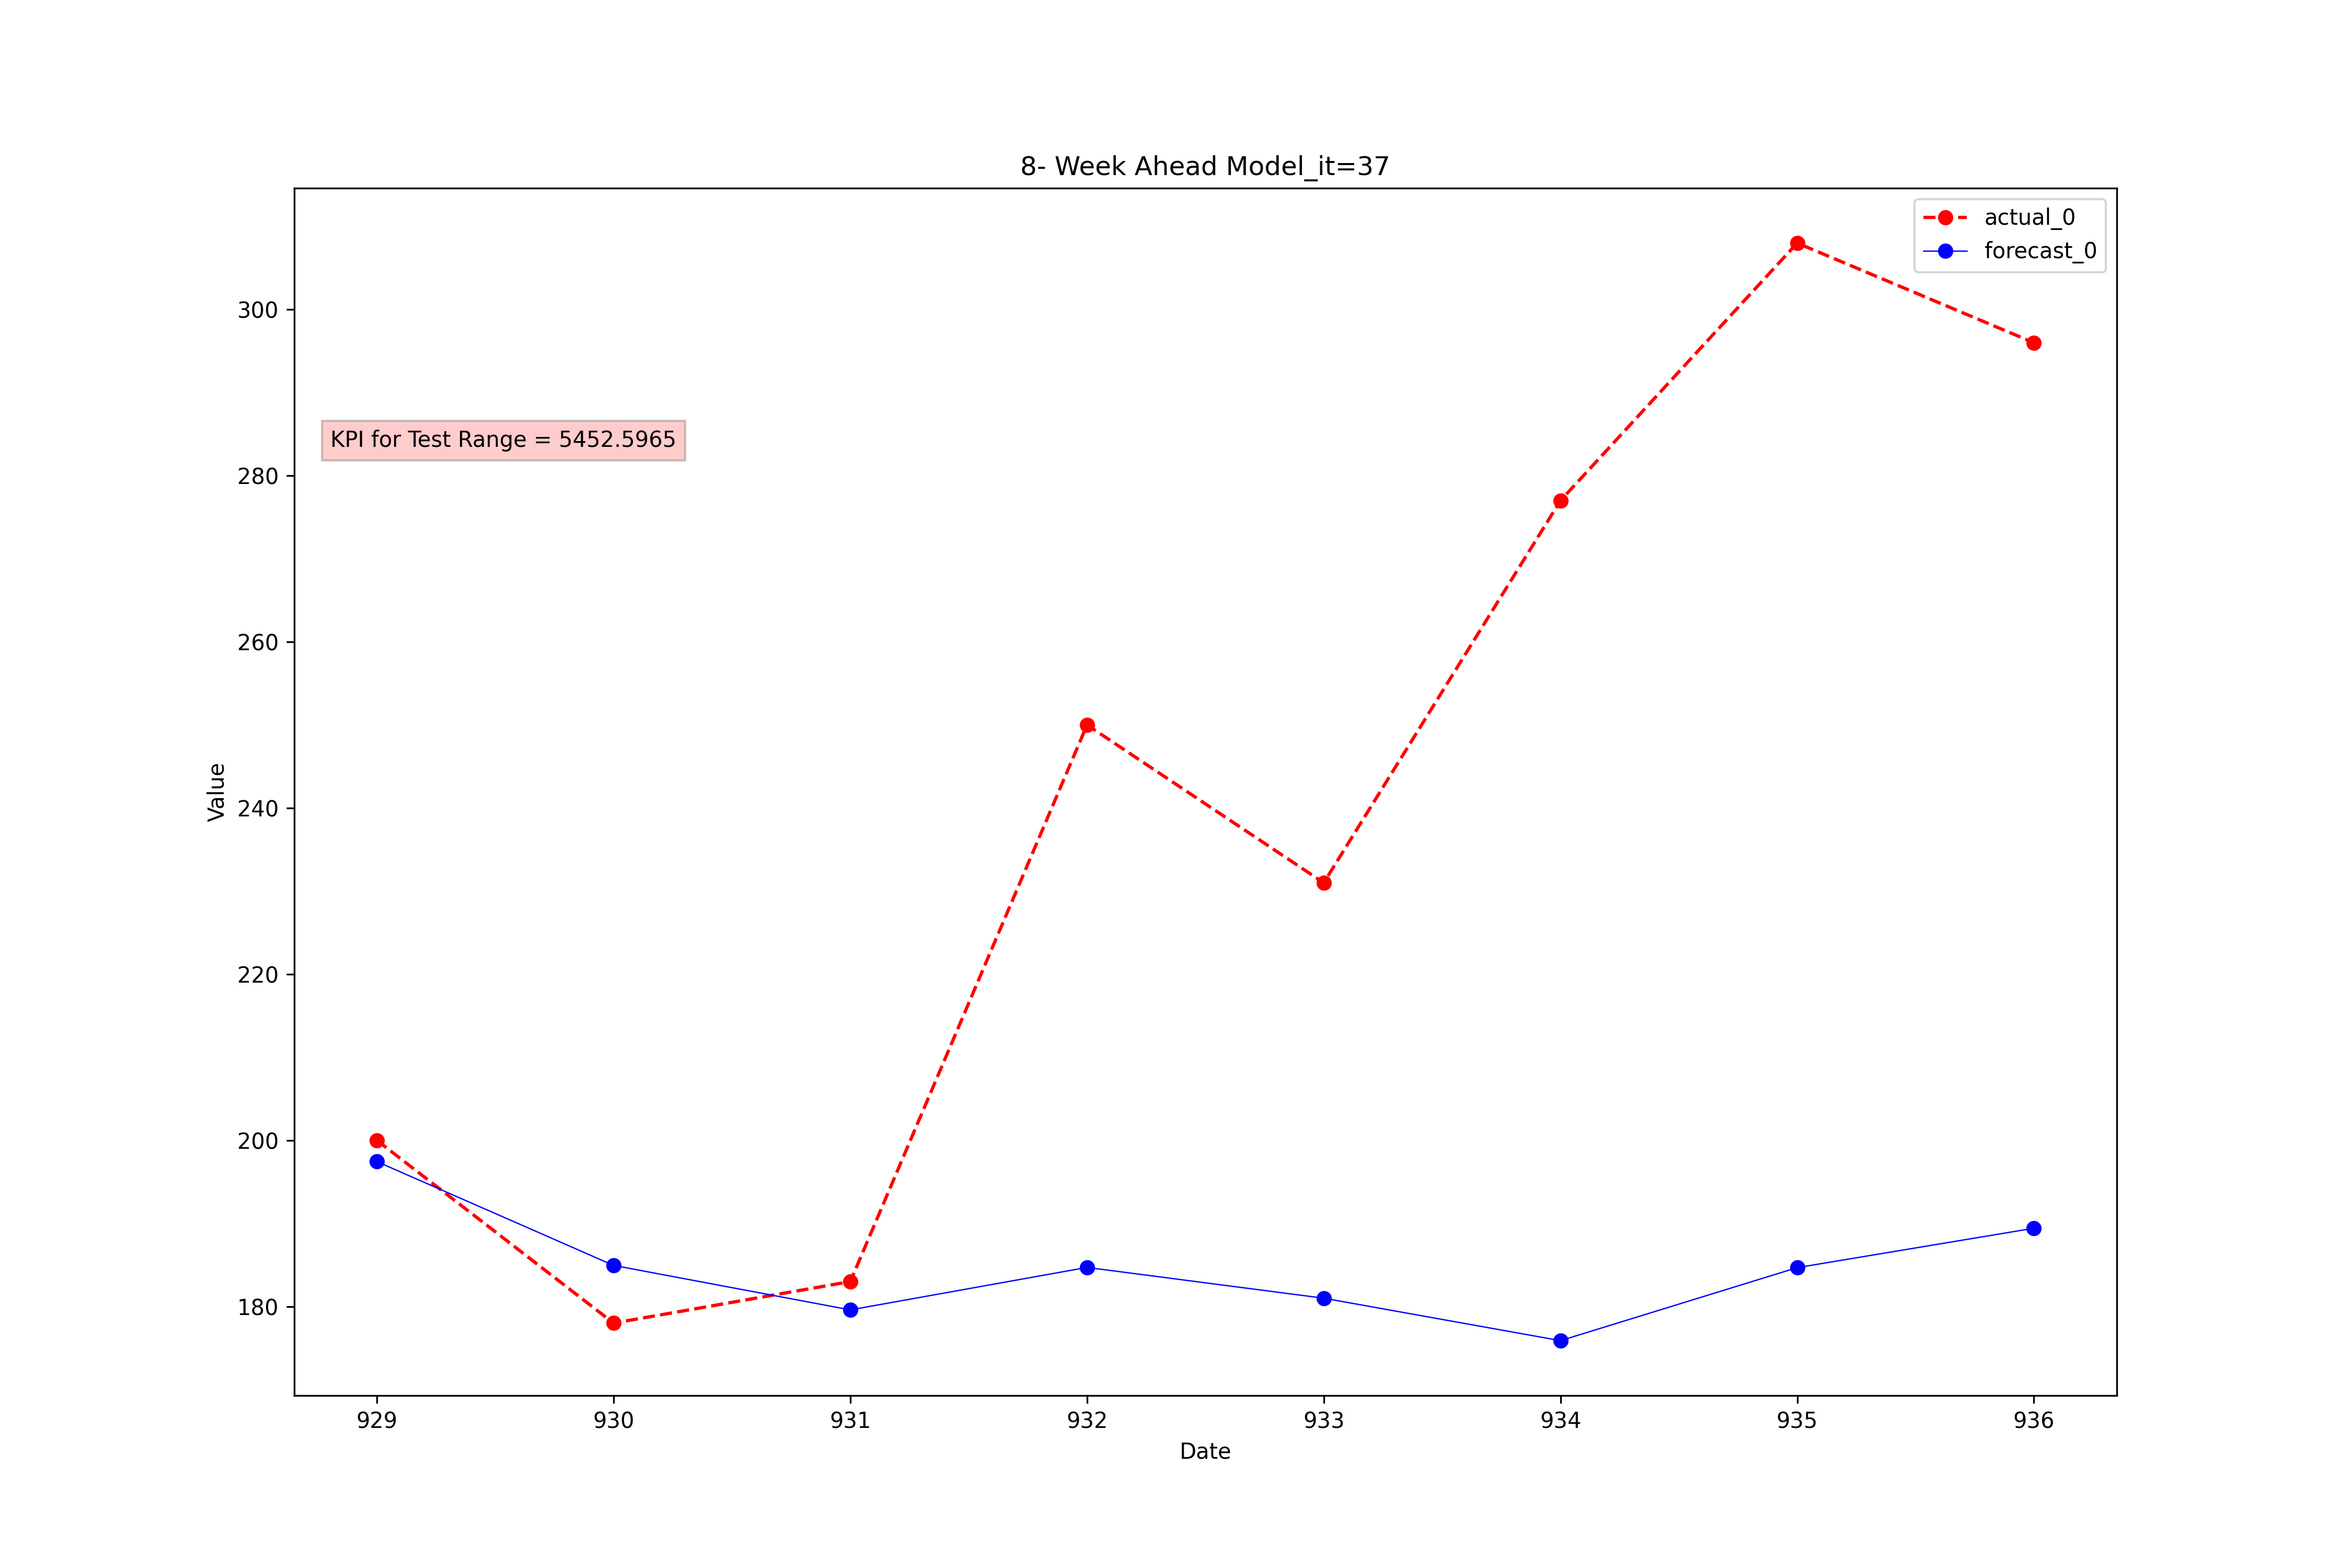 8- Week Ahead Model_it=37
actual_0
forecast_0
KPI for Test Range = 5452.5965
Value
300
280
260
240
220
200
180
929 930 931 932 933 934 935 936
Date